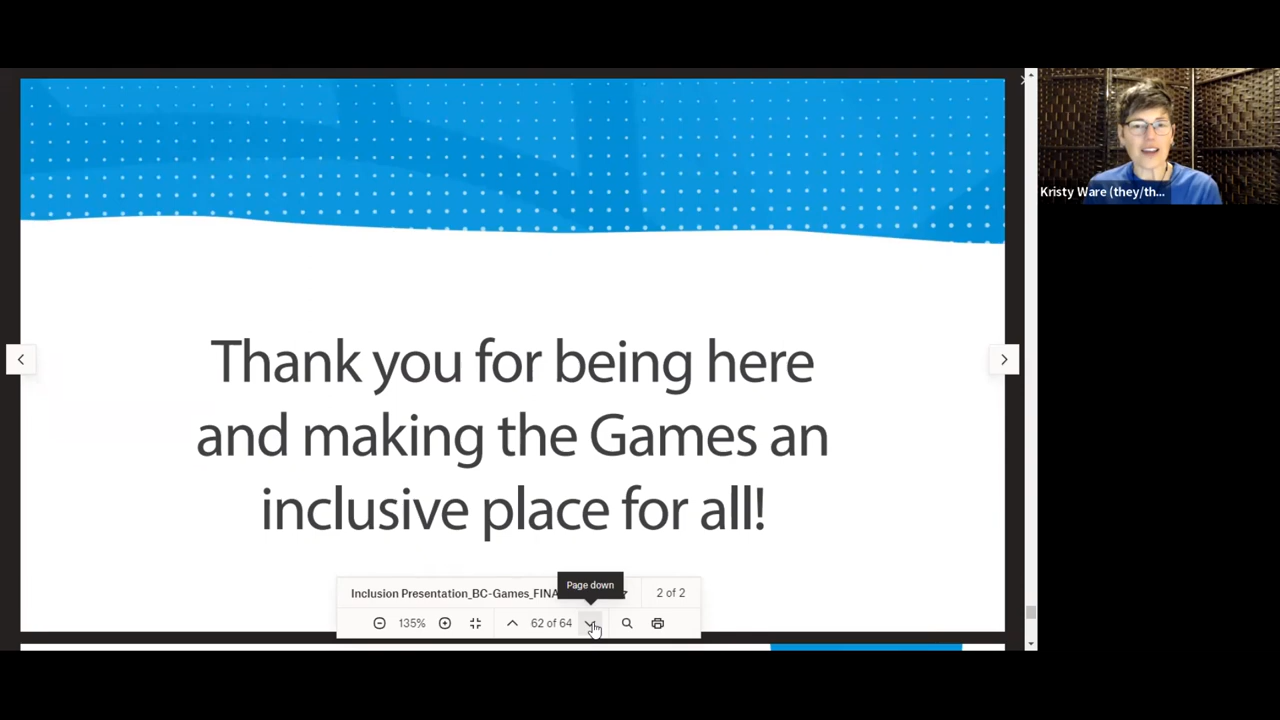 Kristy Ware (they/th...
Thank you for being here
and making the Games an
inclusive place for all!
Page down
Inclusion Presentation_BC-Games_FINA
2 of 2
135%
62 of 64